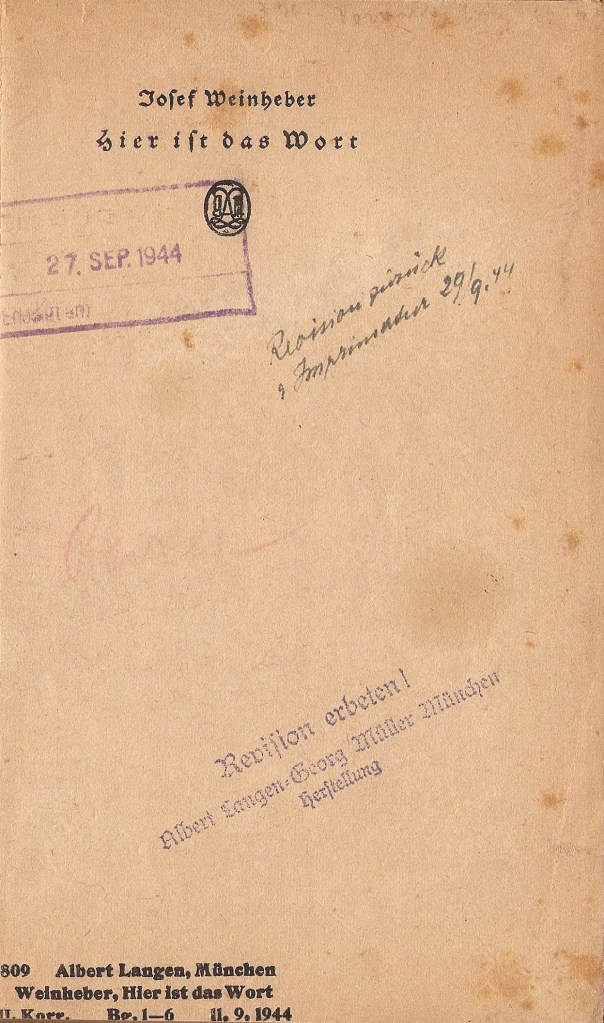 Josef Weinheber
Hier ist das Wort
27. SEP. 1944
Revision zurück
Imprimatur 29/9.44
Revision erbeten!
Albert Langen-Georg Müller München
Herstellung
809 Albert Langen, München
Weinheber, Hier ist das Wort
II. Korr. Bg. 1—6 11. 9. 1944